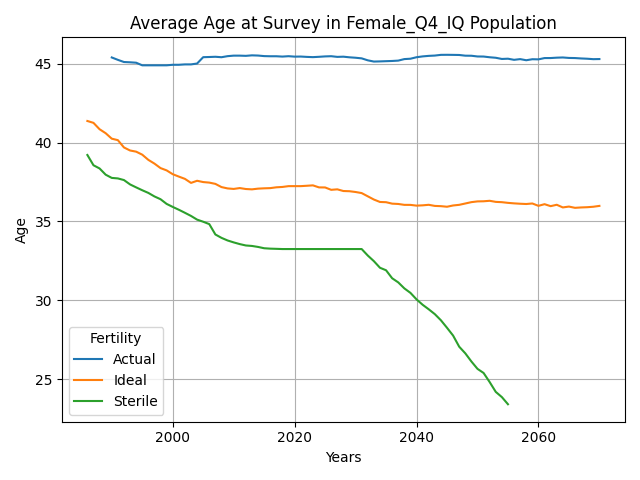 Average Age at Survey in Female_Q4_IQ Population
Age
45
40
35
30
25
Fertility
Actual
Ideal
Sterile
2000 2020 2040 2060
Years